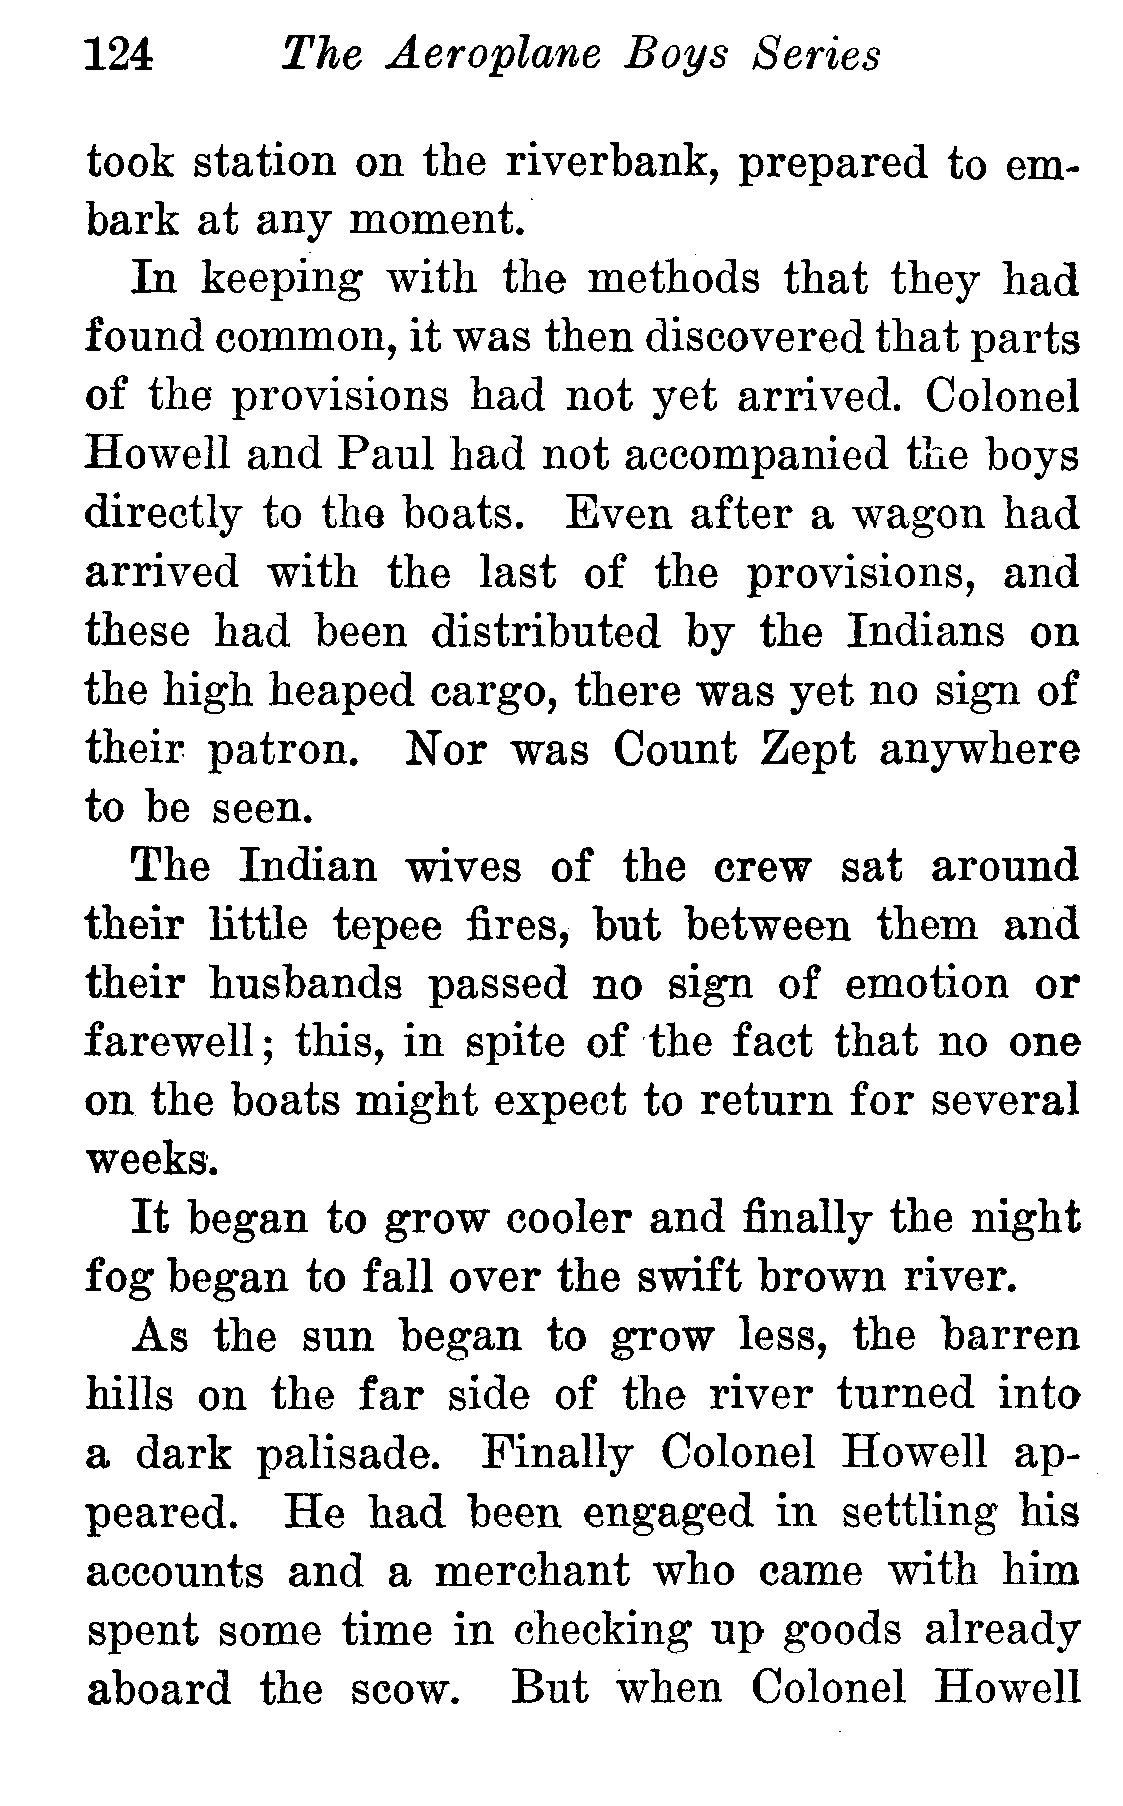 124 The Aeroplane Boys Series
took station on the riverbank, prepared to em-
bark at any moment.
In keeping with the methods that they had
found common, it was then discovered that parts
of the provisions had not yet arrived. Colonel
Howell and Paul had not accompanied the boys
directly to the boats. Even after a wagon had
arrived with the last of the provisions, and
these had been distributed by the Indians on
the high heaped cargo, there was yet no sign of
their patron. Nor was Count Zept anywhere
to be seen.
The Indian wives of the crew sat around
their little tepee fires, but between them and
their husbands passed no sign of emotion or
farewell; this, in spite of the fact that no one
on the boats might expect to return for several
weeks.
It began to grow cooler and finally the night
fog began to fall over the swift brown river.
As the sun began to grow less, the barren
hills on the far side of the river turned into
a dark palisade. Finally Colonel Howell ap-
peared. He had been engaged in settling his
accounts and a merchant who came with him
spent some time in checking up goods already
aboard the scow. But when Colonel Howell